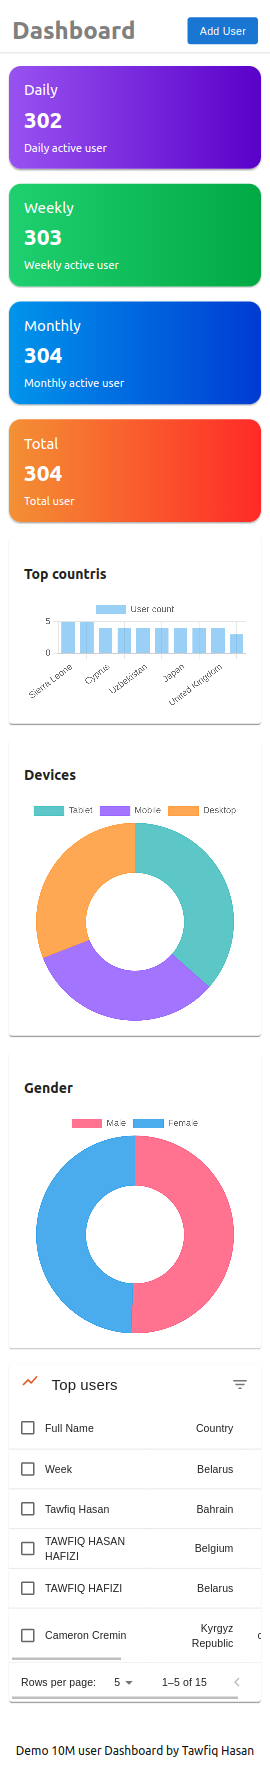 Dashboard
Add User
Daily
302
Daily active user
Weekly
303
Weekly active user
Monthly
304
Monthly active user
Total
304
Total user
Top countris
User count
5
0
Sierra Leone
Cyprus
Uzbekistan
Japan
United Kingdom
Devices
Tablet Mobile Desktop
Gender
Male Female
Top users
Full Name Country
Week Belarus
Tawfiq Hasan Bahrain
TAWFIQ HASAN
HAFIZI
Belgium
TAWFIQ HAFIZI Belarus
Cameron Cremin
Kyrgyz
Republic
Rows per page: 5 1–5 of 15
Demo 10M user Dashboard by Tawfiq Hasan